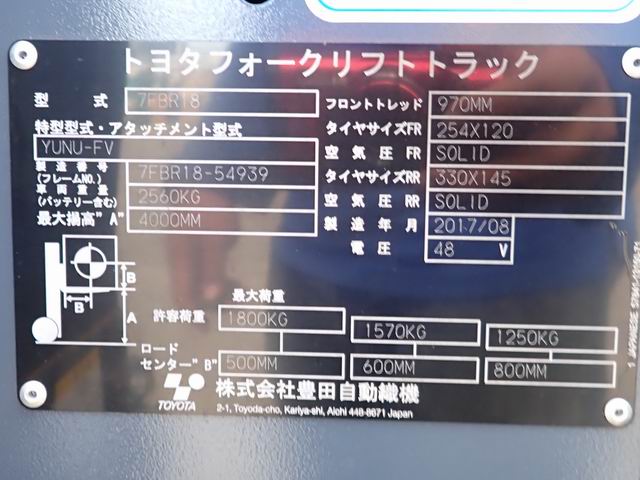 トヨタフォークリフトトラック
型式 7FBR18
特型型式・アタッチメント型式
YUNU-FV
製造番号 (フレームNO.) 7FBR18-54939
車両重量 (バッテリー含む) 2560KG
最大揚高"A" 4000MM
フロントトレッド 970MM
タイヤサイズFR 254X120
空気圧 FR SOLID
タイヤサイズRR 330X145
空気圧 RR SOLID
製造年月 2017/08
電圧 48 V
B
B
A
最大荷重
許容荷重 1800KG 1570KG 1250KG
ロード
センター"B" 500MM 600MM 800MM
TOYOTA
株式会社豊田自動織機
2-1, Toyoda-cho, Kariya-shi, Aichi 448-8671 Japan